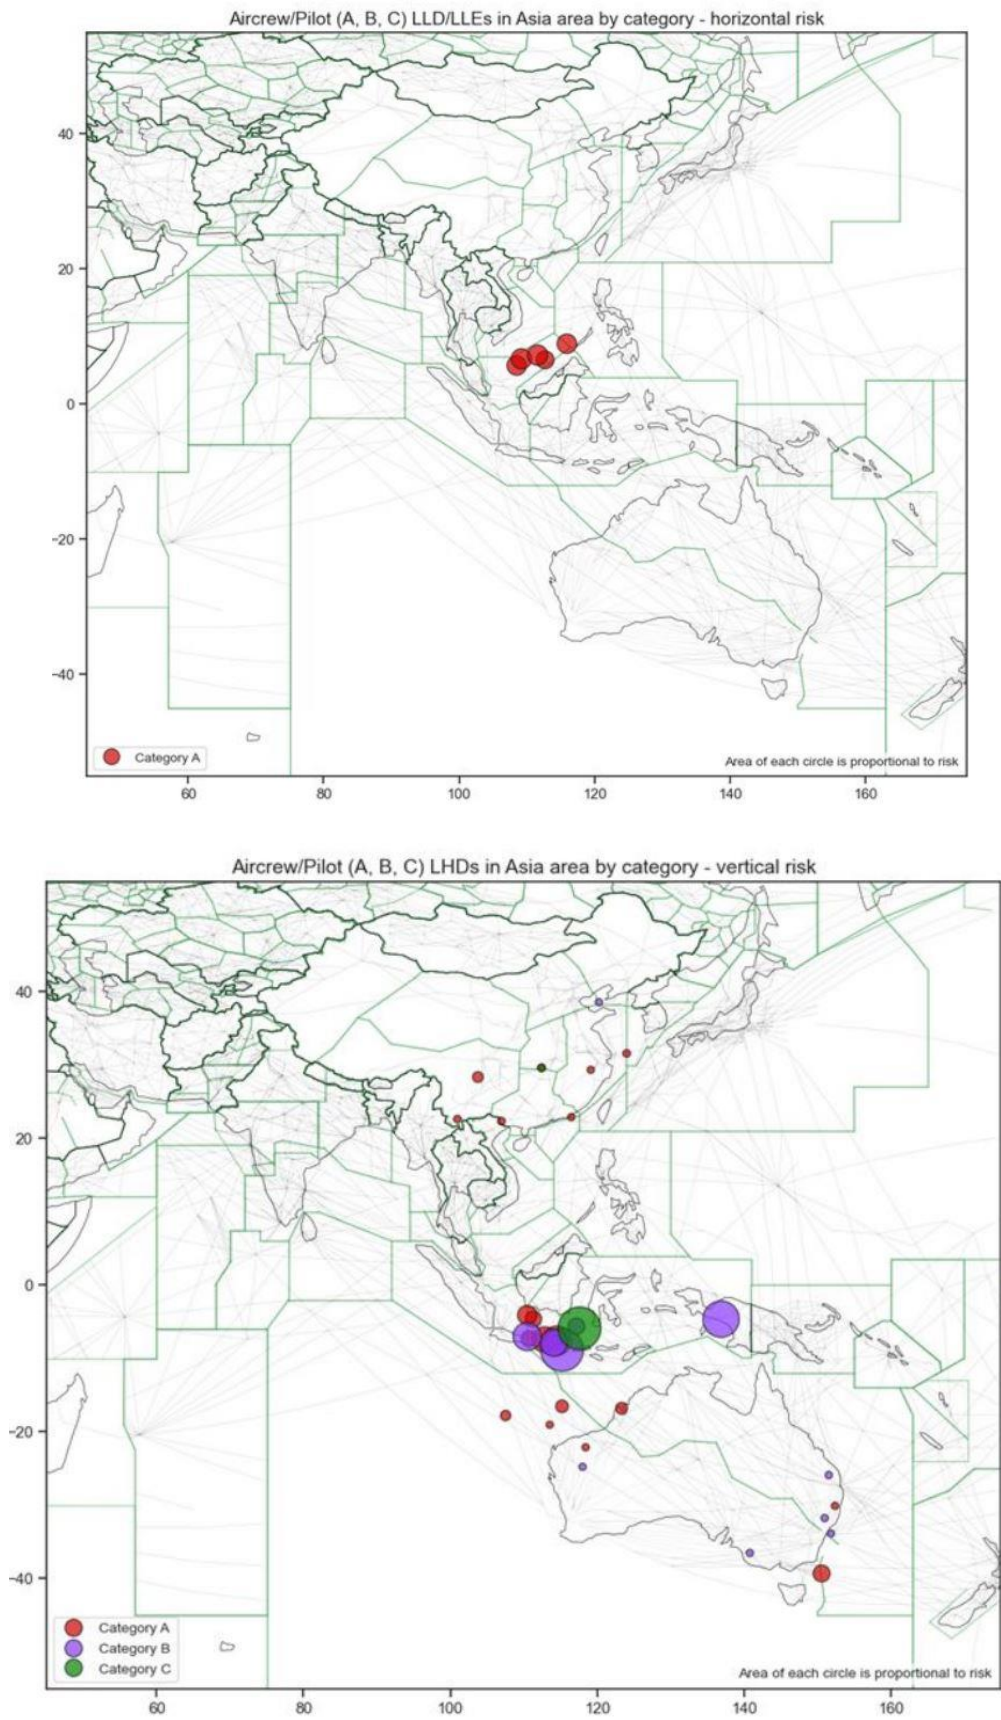 Aircrew/Pilot (A, B, C) LLD/LLEs in Asia area by category - horizontal risk
40
20
0
−20
−40
Category A
Area of each circle is proportional to risk
60 80 100 120 140 160
Aircrew/Pilot (A, B, C) LHDs in Asia area by category - vertical risk
40
20
0
−20
−40
Category A
Category B
Category C
Area of each circle is proportional to risk
60 80 100 120 140 160